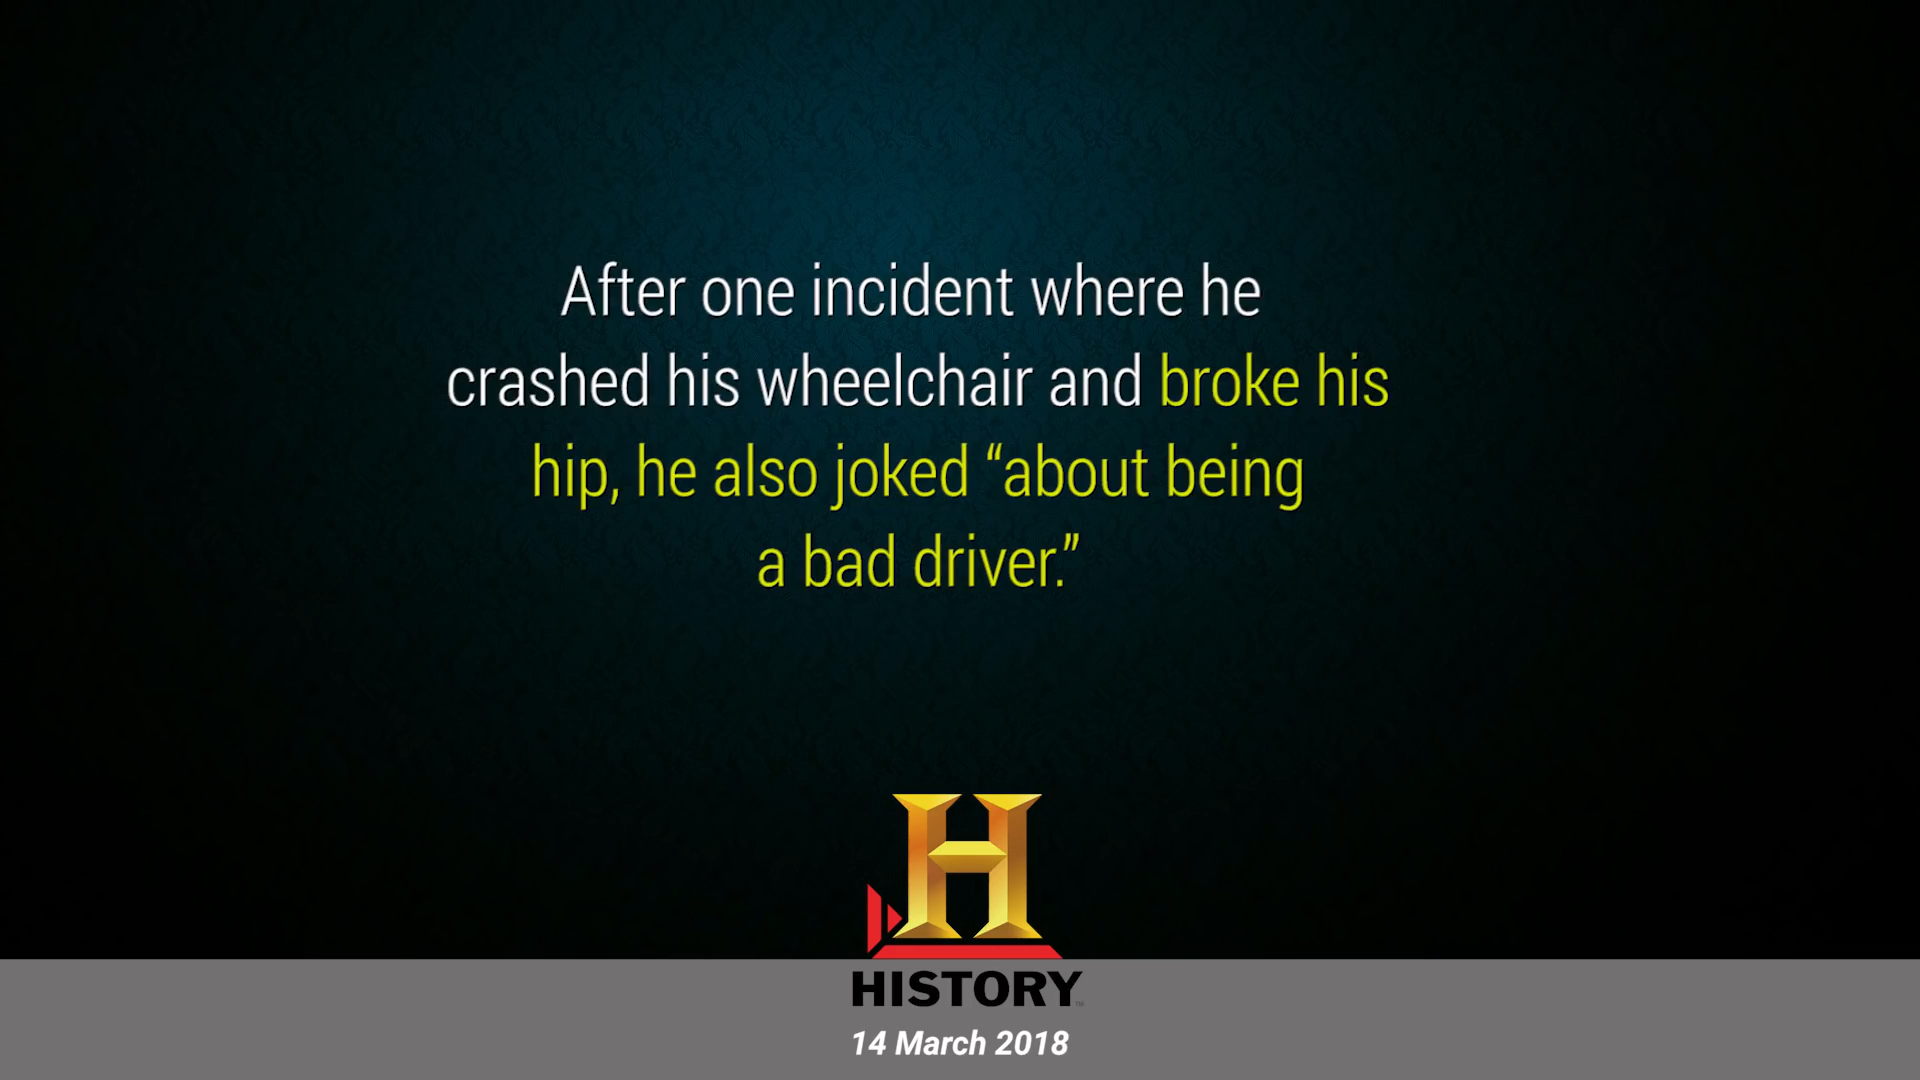 After one incident where he
crashed his wheelchair and broke his
hip, he also joked “about being
a bad driver.”
H
HISTORY
14 March 2018